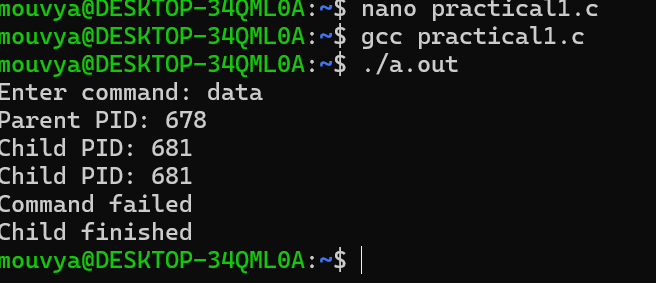 mouvya@DESKTOP-34QML0A:~$ nano practical1.c
mouvya@DESKTOP-34QML0A:~$ gcc practical1.c
mouvya@DESKTOP-34QML0A:~$ ./a.out
Enter command: data
Parent PID: 678
Child PID: 681
Child PID: 681
Command failed
Child finished
mouvya@DESKTOP-34QML0A:~$